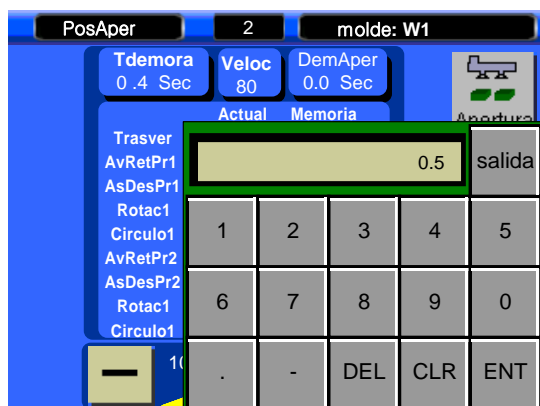 PosAper 2 molde: W1
Tdemora Veloc DemAper
0 .4 Sec 80 0.0 Sec
Apertura
Actual Memoria
Trasver
AvRetPr1
AsDesPr1
Rotac1
Circulo1
AvRetPr2
AsDesPr2
Rotac1
Circulo1
0.5 salida
1 2 3 4 5
6 7 8 9 0
. - DEL CLR ENT